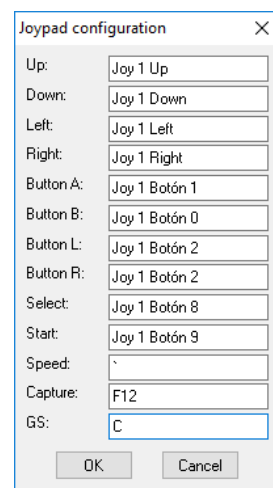 Joypad configuration
Up: Joy 1 Up
Down: Joy 1 Down
Left: Joy 1 Left
Right: Joy 1 Right
Button A: Joy 1 Botón 1
Button B: Joy 1 Botón 0
Button L: Joy 1 Botón 2
Button R: Joy 1 Botón 2
Select: Joy 1 Botón 8
Start: Joy 1 Botón 9
Speed: `
Capture: F12
GS: C
OK Cancel